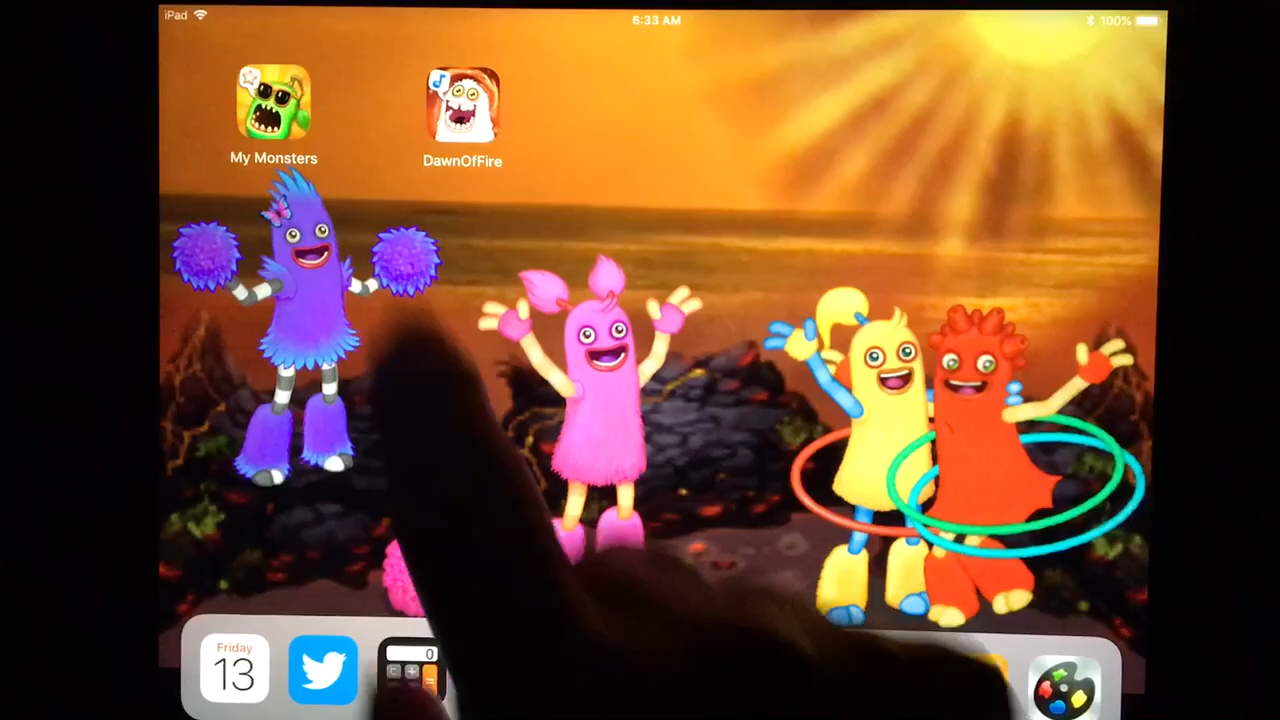 iPad
6:33 AM
100%
My Monsters
DawnOfFire
Friday
13
0
C
+
=